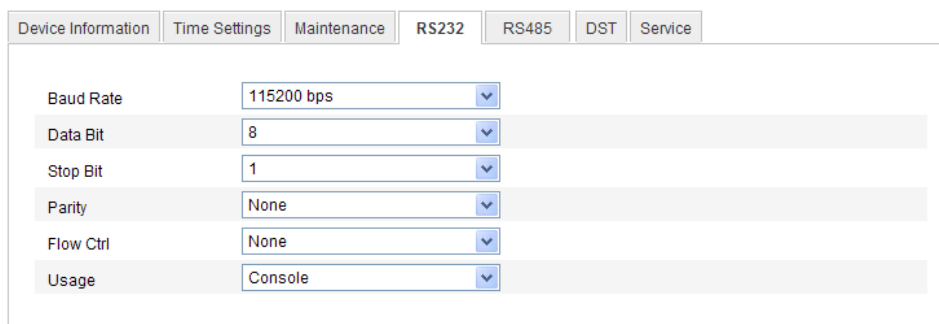 Device Information Time Settings Maintenance RS232 RS485 DST Service
Baud Rate 115200 bps
Data Bit 8
Stop Bit 1
Parity None
Flow Ctrl None
Usage Console